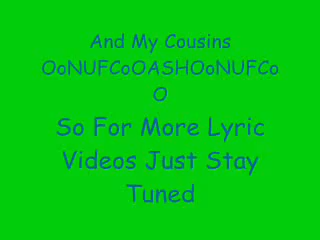 And My Cousins
OoNUFCoOASHOoNUFCo
O
So For More Lyric
Videos Just Stay
Tuned